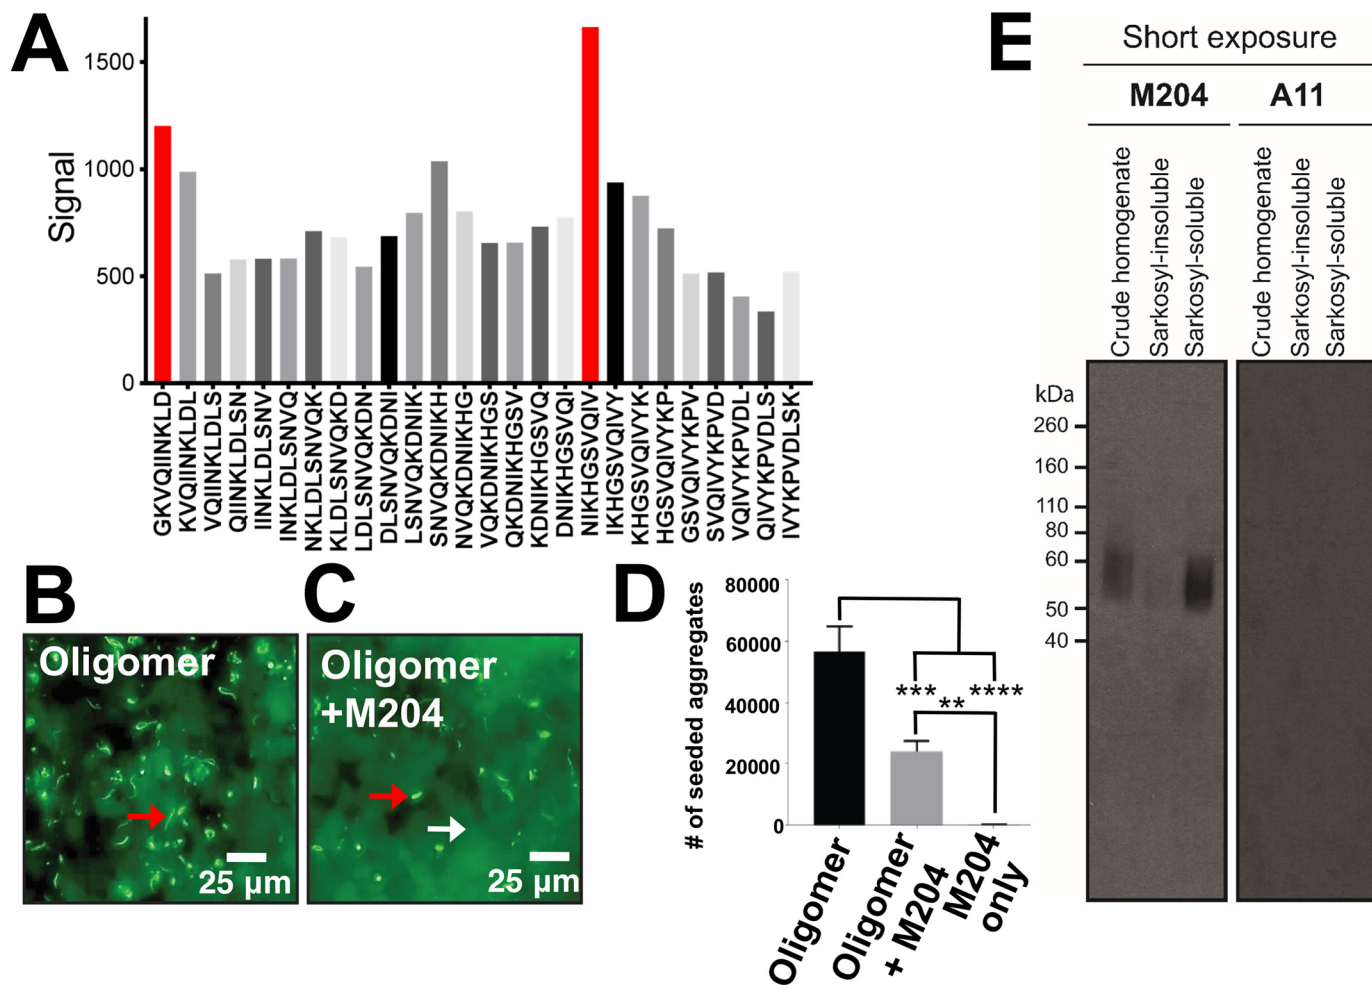 A
Signal
1500
1000
500
0
GKVQIINKLD
KVQIINKLDL
VQIINKLDLS
QIINKLDLSN
IINKLDLSNV
INKLDLSNVQ
NKLDLSNVQK
KLDLSNVQKD
LDLSNVQKDN
DLSNVQKDNI
LSNVQKDNIK
SNVQKDNIKH
NVQKDNIKHG
VQKDNIKHGS
QKDNIKHGSV
KDNIKHGSVQ
DNIKHGSVQI
NIKHGSVQIV
IKHGSVQIVY
KHGSVQIVYK
HGSVQIVYKP
GSVQIVYKPV
SVQIVYKPVD
VQIVYKPVDL
QIVYKPVDLS
IVYKPVDLSK
B
Oligomer
25 µm
C
Oligomer
+M204
25 µm
D
# of seeded aggregates
80000
60000
40000
20000
0
***
**
****
Oligomer
Oligomer
+ M204
M204
only
E
Short exposure
M204
A11
Crude homogenate
Sarkosyl-insoluble
Sarkosyl-soluble
Crude homogenate
Sarkosyl-insoluble
Sarkosyl-soluble
kDa
260
160
110
80
60
50
40